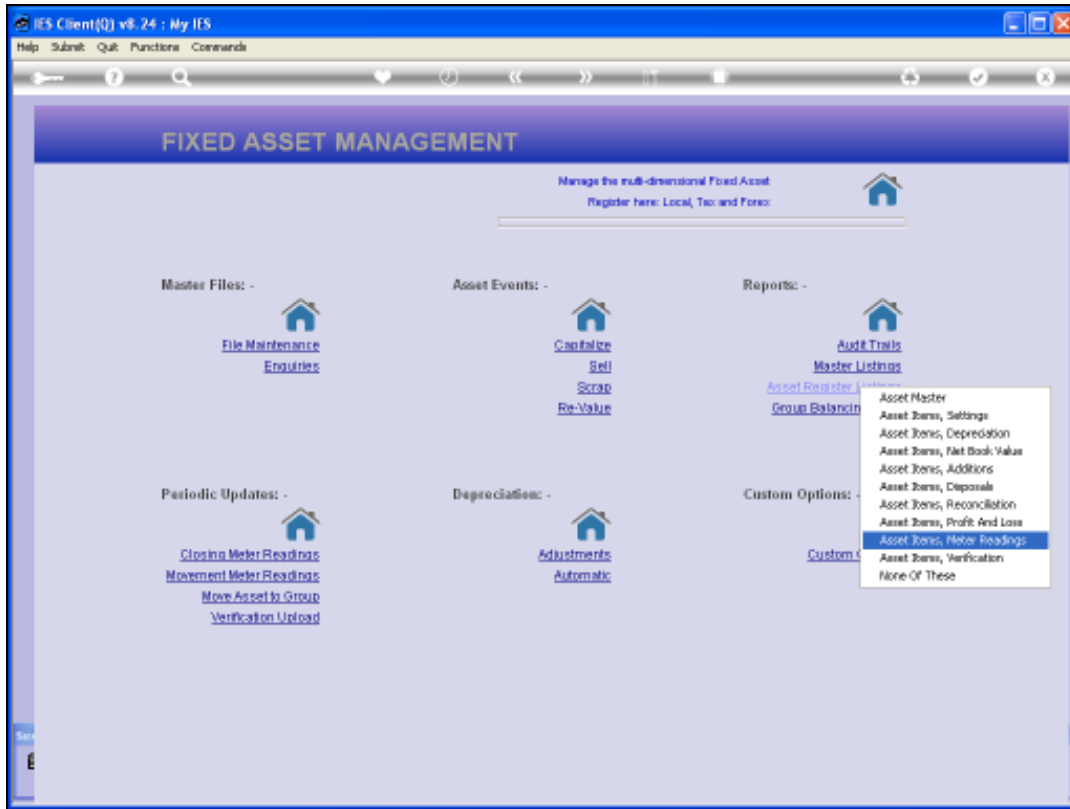 IES Client(Q) v8.24 : My IES
Help Submit Quit Functions Commands
FIXED ASSET MANAGEMENT
Manage the multi-dimensional Fixed Asset
Register here: Local, Tax and Forex
Master Files: -
File Maintenance
Enquiries
Asset Events: -
Capitalize
Sell
Scrap
Re-Value
Reports: -
Audit Trails
Master Listings
Asset Register Listings
Group Balancin
Asset Master
Asset Items, Settings
Asset Items, Depreciation
Asset Items, Net Book Value
Asset Items, Additions
Asset Items, Disposals
Asset Items, Reconciliation
Asset Items, Profit And Loss
Asset Items, Meter Readings
Asset Items, Verification
None Of These
Periodic Updates: -
Closing Meter Readings
Movement Meter Readings
Move Asset to Group
Verification Upload
Depreciation: -
Adjustments
Automatic
Custom Options: -
Custom